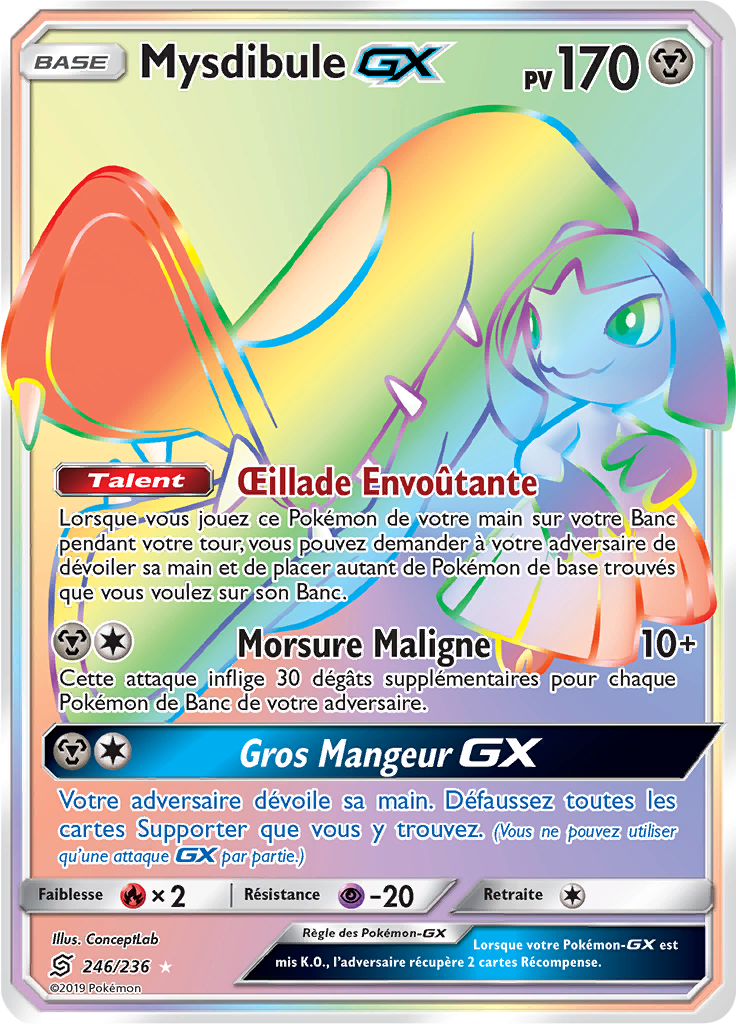 BASE Mysdibule GX PV 170
Talent Œillade Envoûtante
Lorsque vous jouez ce Pokémon de votre main sur votre Banc
pendant votre tour, vous pouvez demander à votre adversaire de
dévoiler sa main et de placer autant de Pokémon de base trouvés
que vous voulez sur son Banc.
Morsure Maligne 10+
Cette attaque inflige 30 dégâts supplémentaires pour chaque
Pokémon de Banc de votre adversaire.
Gros Mangeur GX
Votre adversaire dévoile sa main. Défaussez toutes les
cartes Supporter que vous y trouvez. (Vous ne pouvez utiliser
qu'une attaque GX par partie.)
Faiblesse ×2 Résistance -20 Retraite
Illus. ConceptLab
246/236
©2019 Pokémon
Règle des Pokémon-GX
Lorsque votre Pokémon-GX est
mis K.O., l'adversaire récupère 2 cartes Récompense.